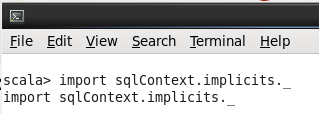 File Edit View Search Terminal Help
scala> import sqlContext.implicits._
import sqlContext.implicits._